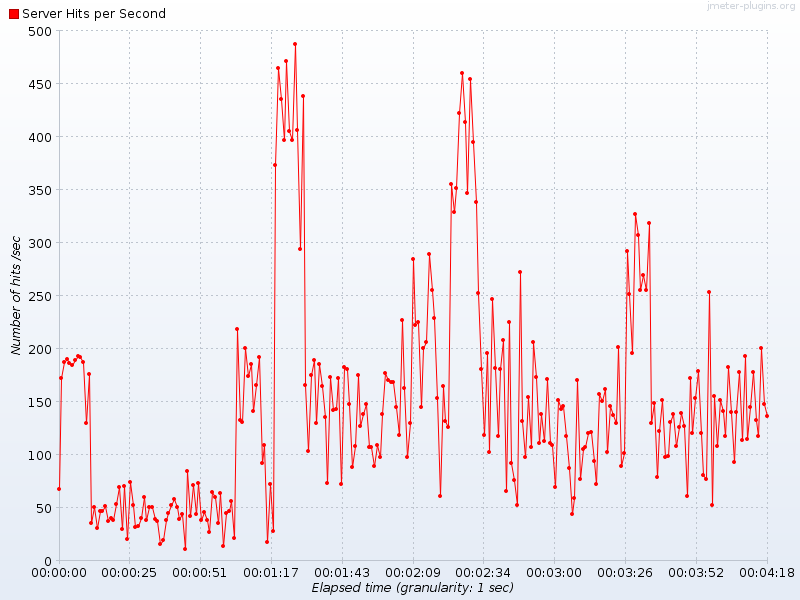 jmeter-plugins.org
Server Hits per Second
500
450
400
350
300
250
200
150
100
50
0
Number of hits /sec
00:00:00 00:00:25 00:00:51 00:01:17 00:01:43 00:02:09 00:02:34 00:03:00 00:03:26 00:03:52 00:04:18
Elapsed time (granularity: 1 sec)